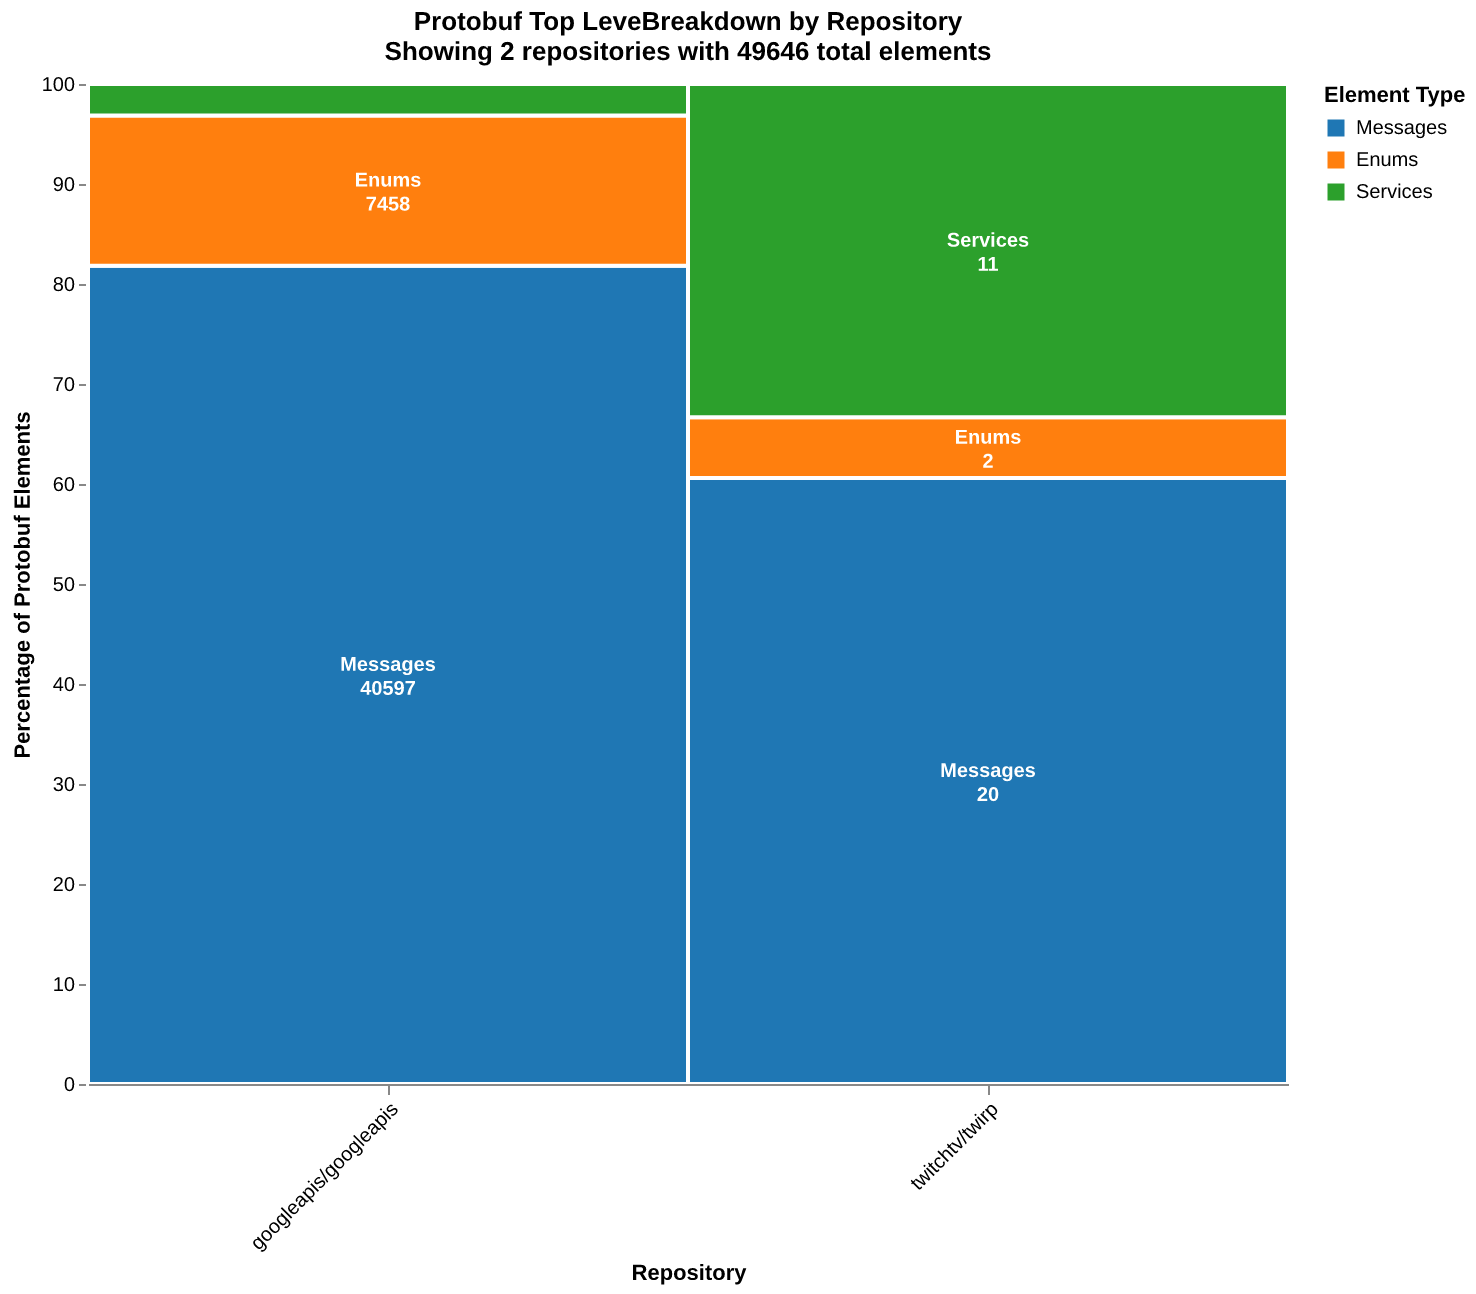 Protobuf Top LeveBreakdown by Repository
Showing 2 repositories with 49646 total elements
Element Type
Messages
Enums
Services
Percentage of Protobuf Elements
100
90
80
70
60
50
40
30
20
10
0
Enums
7458
Messages
40597
Services
11
Enums
2
Messages
20
googleapis/googleapis
twitchtv/twirp
Repository